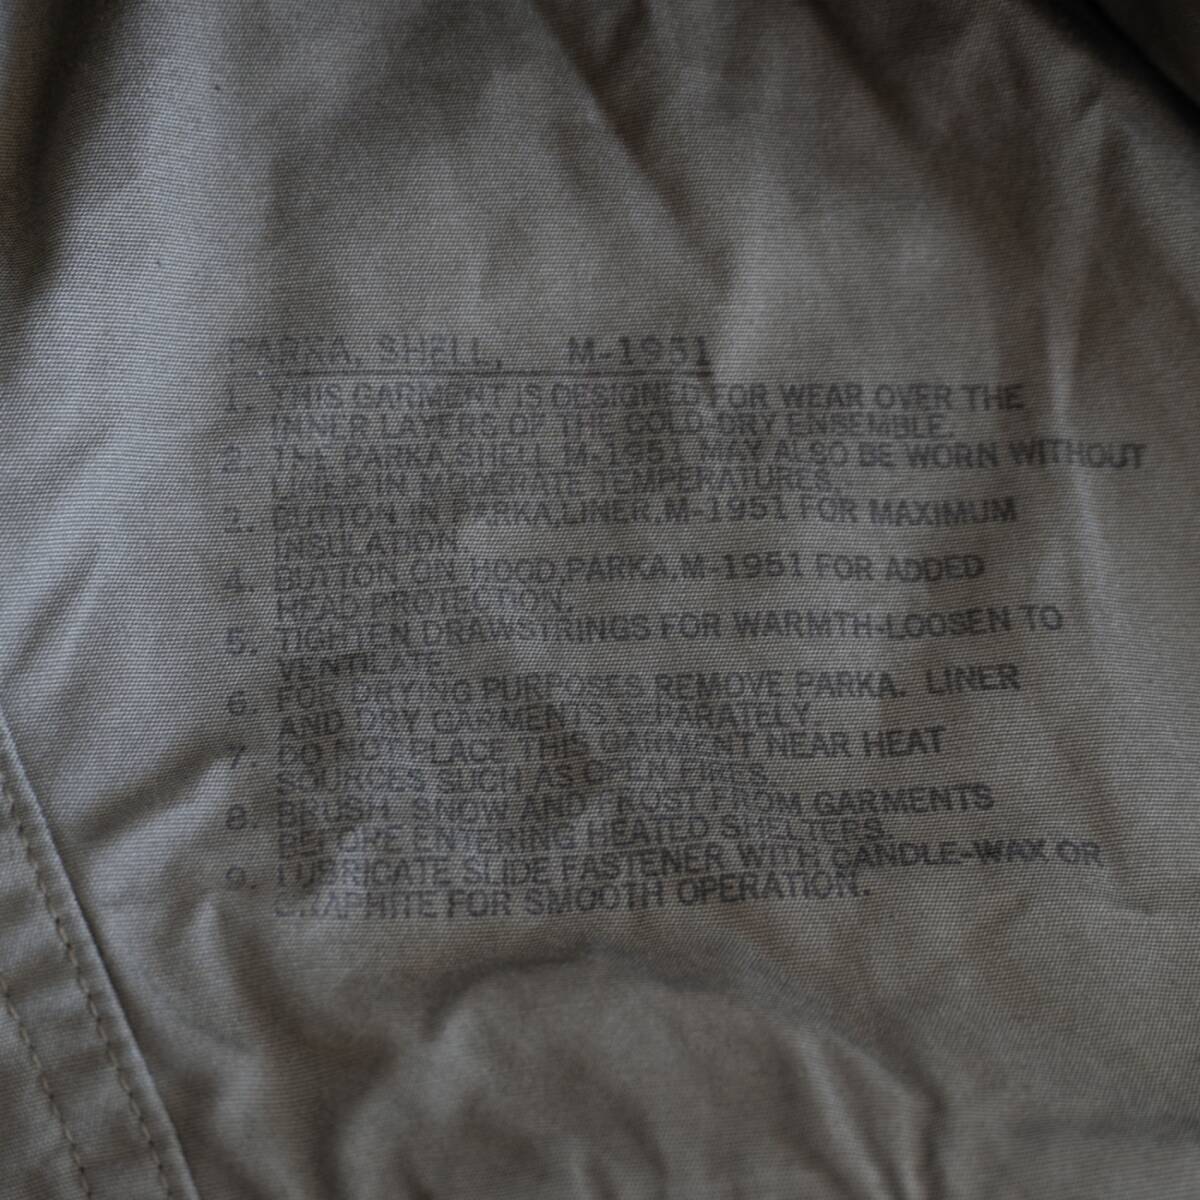 PARKA, SHELL, M-1951
1. THIS GARMENT IS DESIGNED FOR WEAR OVER THE
INNER LAYERS OF THE COLD-DRY ENSEMBLE.
2. THE PARKA, SHELL, M-1951 MAY ALSO BE WORN WITHOUT
LINER IN MODERATE TEMPERATURES.
3. BUTTON IN PARKA, LINER, M-1951 FOR MAXIMUM
INSULATION.
4. BUTTON ON HOOD, PARKA, M-1951 FOR ADDED
HEAD PROTECTION.
5. TIGHTEN DRAWSTRINGS FOR WARMTH-LOOSEN TO
VENTILATE.
6. FOR DRYING PURPOSES REMOVE PARKA. LINER
AND DRY GARMENTS SEPARATELY.
7. DO NOT PLACE THIS GARMENT NEAR HEAT
SOURCES SUCH AS OPEN FIRES.
8. BRUSH SNOW AND FROST FROM GARMENTS
BEFORE ENTERING HEATED SHELTERS.
9. LUBRICATE SLIDE FASTENER WITH CANDLE-WAX OR
GRAPHITE FOR SMOOTH OPERATION.